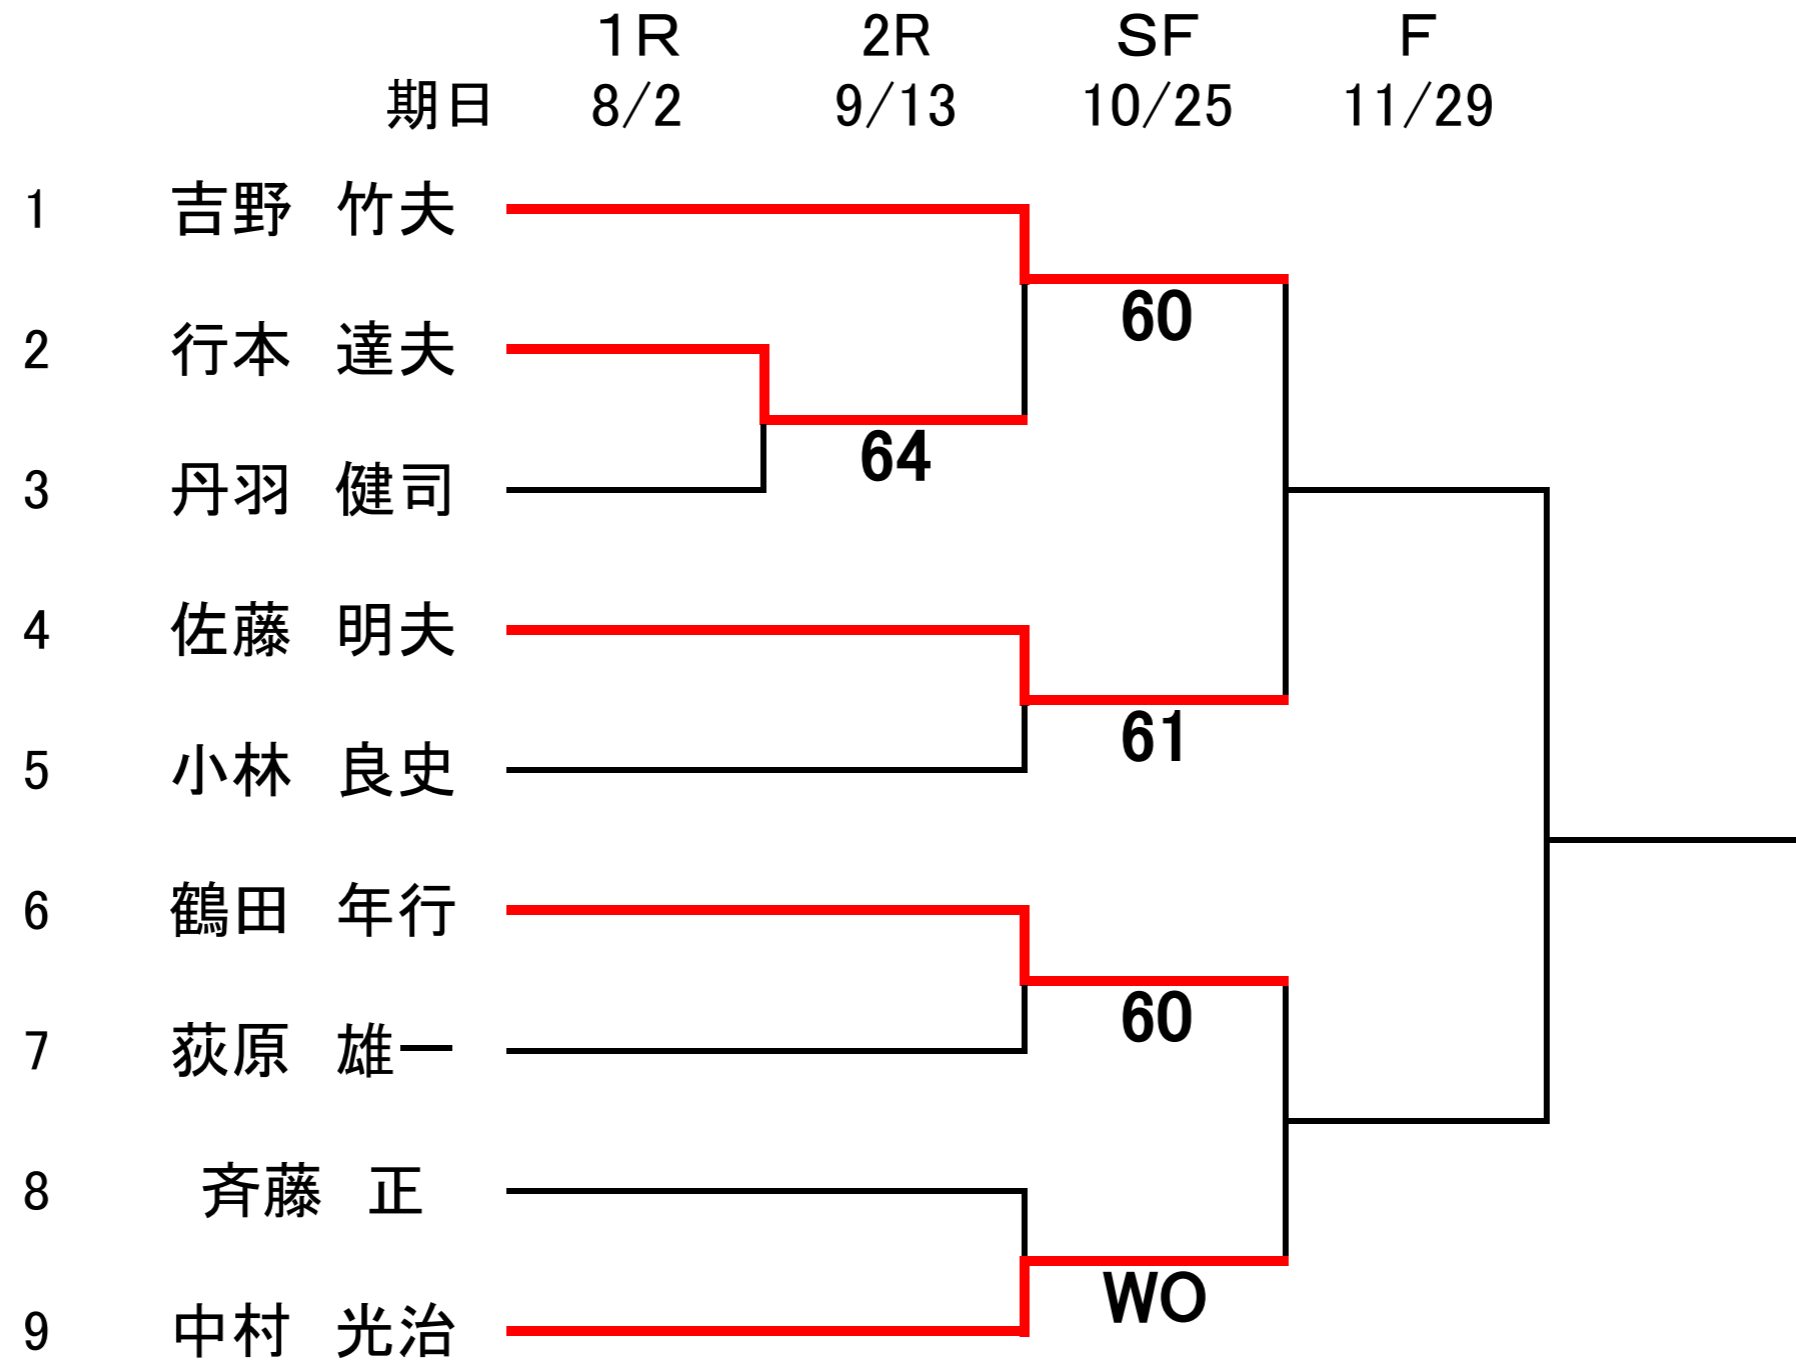 1R 2R SF F
期日 8/2 9/13 10/25 11/29
1 吉野 竹夫
60
2 行本 達夫
64
3 丹羽 健司
4 佐藤 明夫
61
5 小林 良史
6 鶴田 年行
60
7 荻原 雄一
8 斉藤 正
WO
9 中村 光治